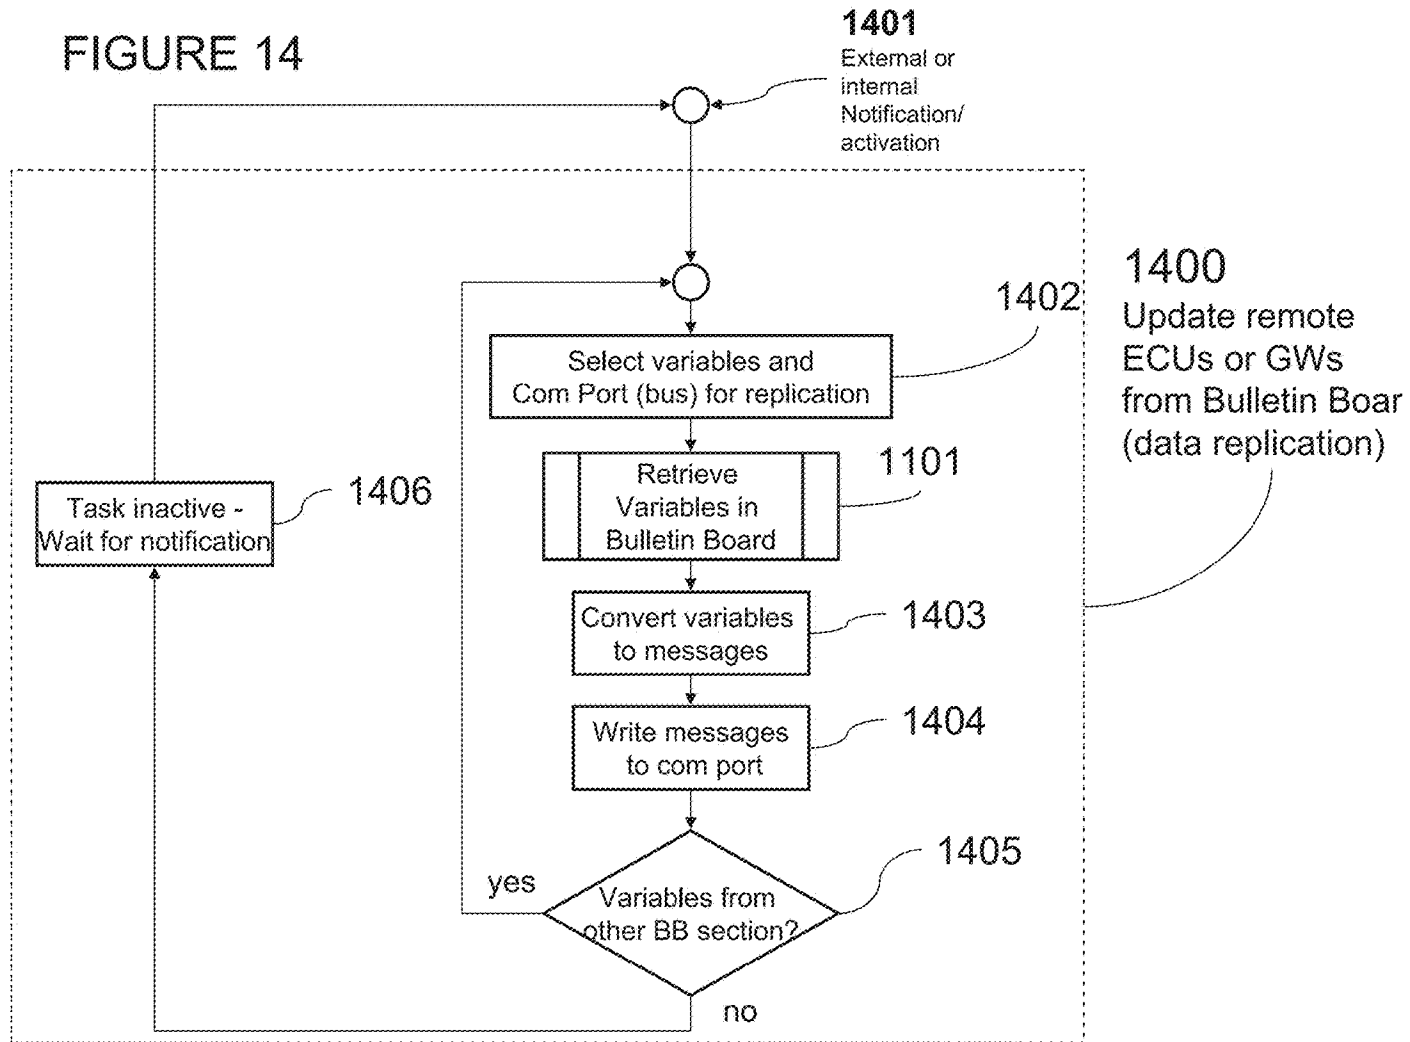 FIGURE 14
1401
External or
internal
Notification/
activation
1400
Update remote
ECUs or GWs
from Bulletin Boar
(data replication)
1402
Select variables and
Com Port (bus) for replication
1101
Retrieve
Variables in
Bulletin Board
1406
Task inactive -
Wait for notification
1403
Convert variables
to messages
1404
Write messages
to com port
1405
yes
Variables from
other BB section?
no